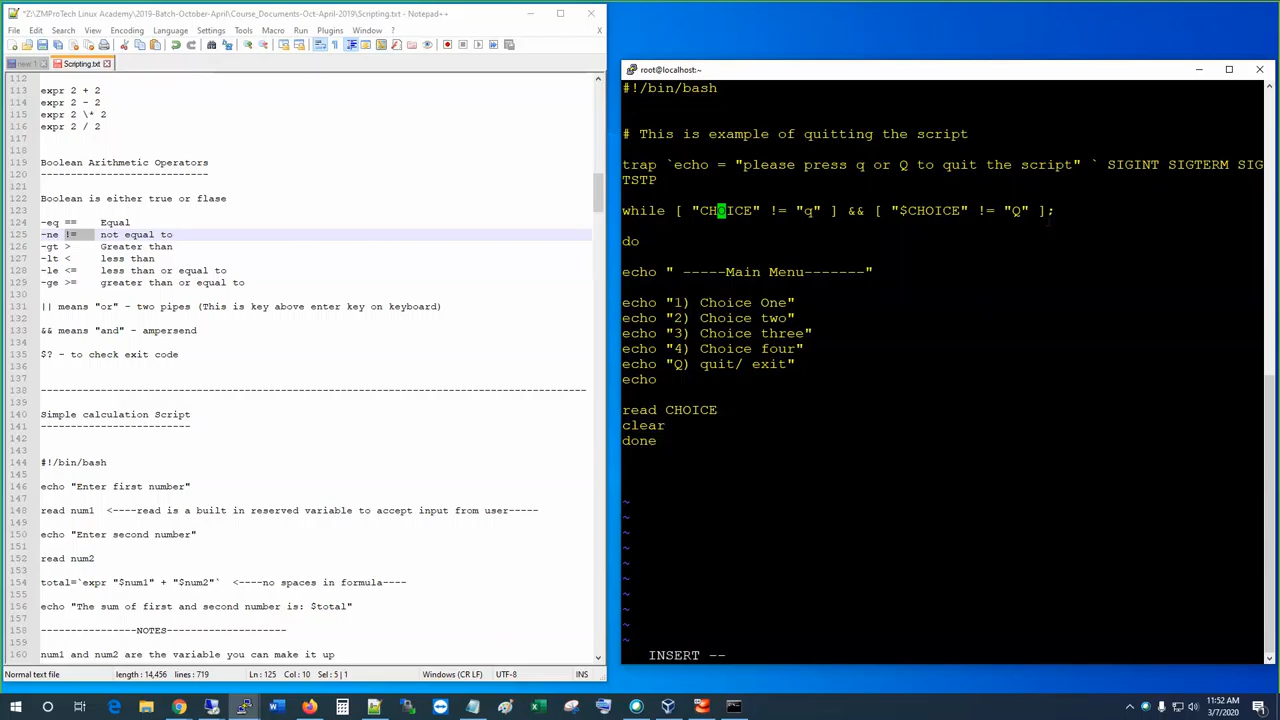 *Z:\ZMProTech Linux Academy\2019-Batch-October-April\Course_Documents-Oct-April-2019\Scripting.txt - Notepad++
File Edit Search View Encoding Language Settings Tools Macro Run Plugins Window ?
X
new 1
Scripting.txt
112
113 expr 2 + 2
114 expr 2 - 2
115 expr 2 \* 2
116 expr 2 / 2
117
118
119 Boolean Arithmetic Operators
120 ----------------------------
121
122 Boolean is either true or flase
123
124 -eq == Equal
125 -ne != not equal to
126 -gt > Greater than
127 -lt < less than
128 -le <= less than or equal to
129 -ge >= greater than or equal to
130
131 || means "or" - two pipes (This is key above enter key on keyboard)
132
133 && means "and" - ampersend
134
135 $? - to check exit code
136
137
138 -------------------------------------------------------------------------------------------
139
140 Simple calculation Script
141 -------------------------
142
143
144 #!/bin/bash
145
146 echo "Enter first number"
147
148 read num1 <----read is a built in reserved variable to accept input from user-----
149
150 echo "Enter second number"
151
152 read num2
153
154 total=`expr "$num1" + "$num2"` <----no spaces in formula----
155
156 echo "The sum of first and second number is: $total"
157
158 ----------------NOTES--------------------
159
160 num1 and num2 are the variable you can make it up
Normal text file length : 14,456 lines : 719 Ln : 125 Col : 10 Sel : 5 | 1 Windows (CR LF) UTF-8 INS
root@localhost:~
#!/bin/bash
# This is example of quitting the script
trap `echo = "please press q or Q to quit the script" ` SIGINT SIGTERM SIG
TSTP
while [ "CHOICE" != "q" ] && [ "$CHOICE" != "Q" ];
do
echo " -----Main Menu-------"
echo "1) Choice One"
echo "2) Choice two"
echo "3) Choice three"
echo "4) Choice four"
echo "Q) quit/ exit"
echo
read CHOICE
clear
done
~
~
~
~
~
~
~
~
~
~
INSERT --
11:52 AM
3/7/2020